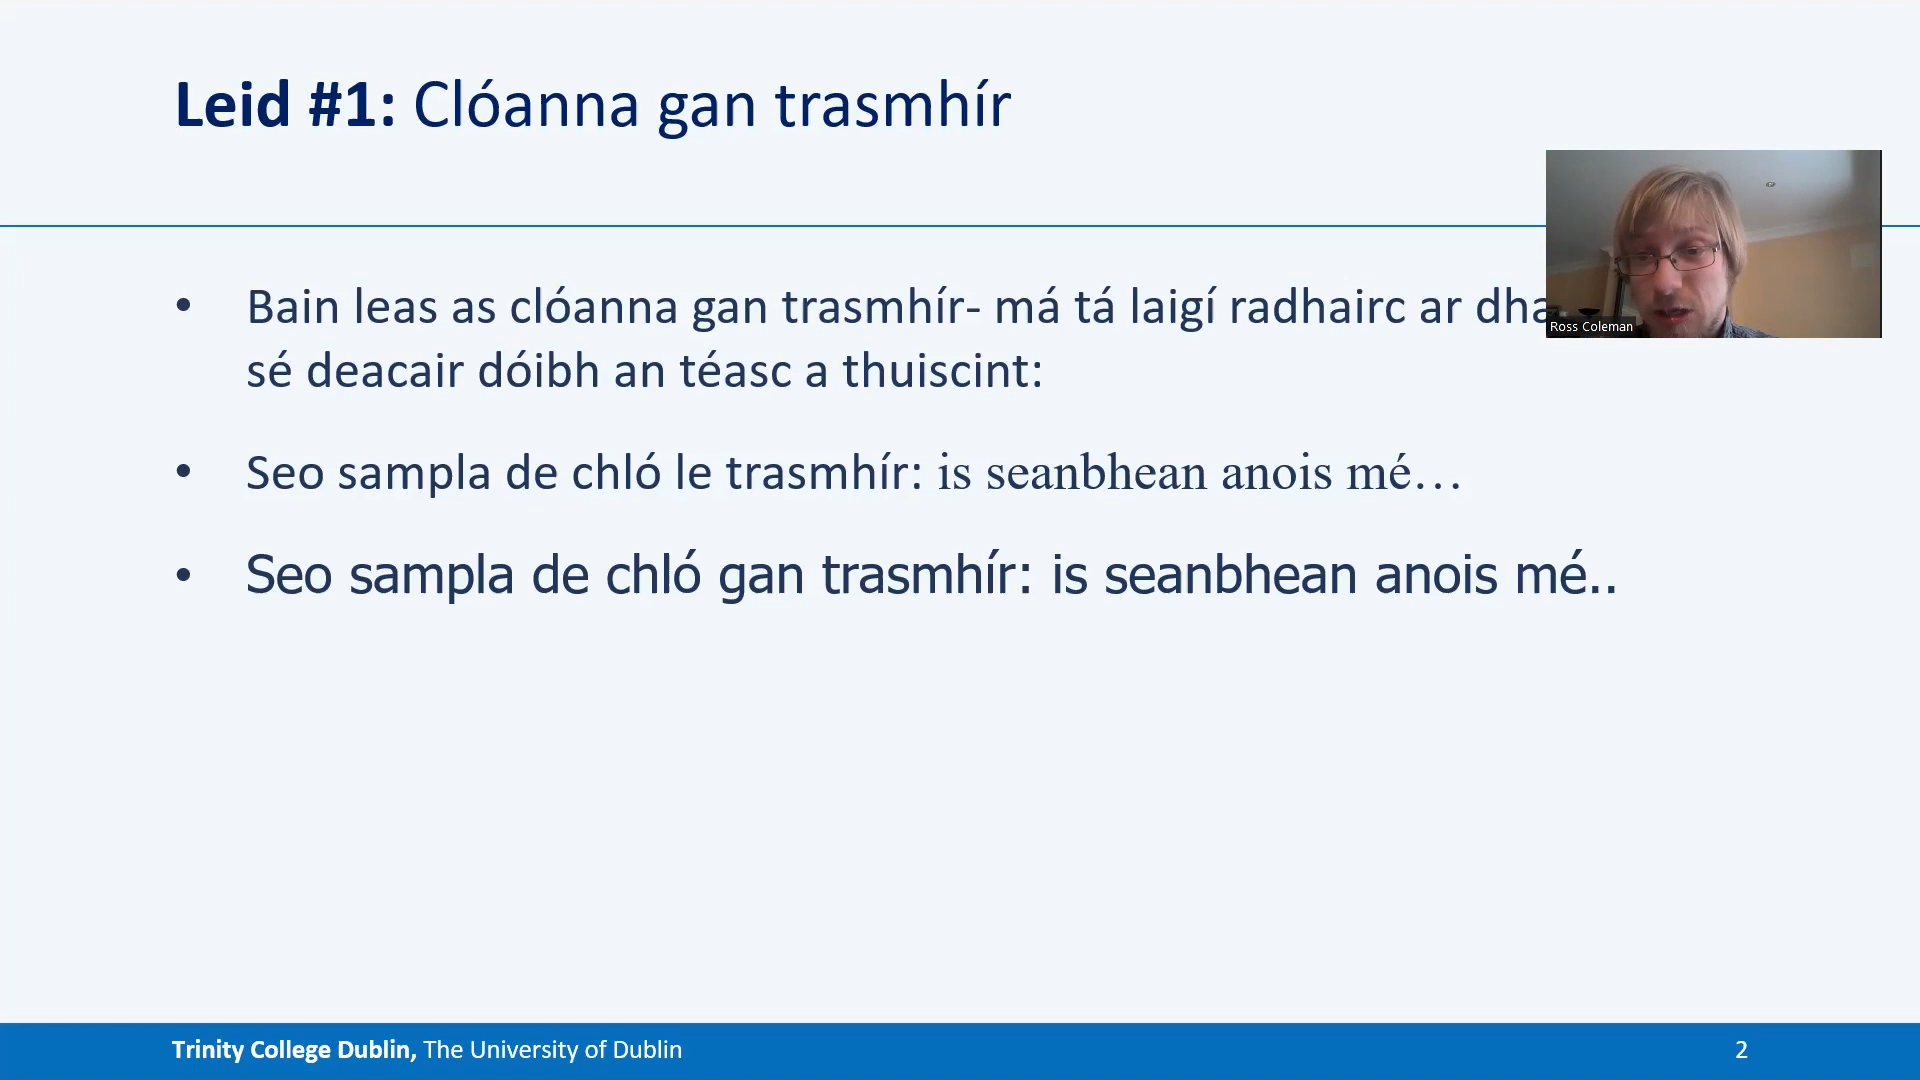 Leid #1: Clóanna gan trasmhír
Bain leas as clóanna gan trasmhír- má tá laigí radhairc ar
sé deacair dóibh an téasc a thuiscint:
Seo sampla de chló le trasmhír: is seanbhean anois mé…
Seo sampla de chló gan trasmhír: is seanbhean anois mé..
Ross Coleman
Trinity College Dublin, The University of Dublin
2